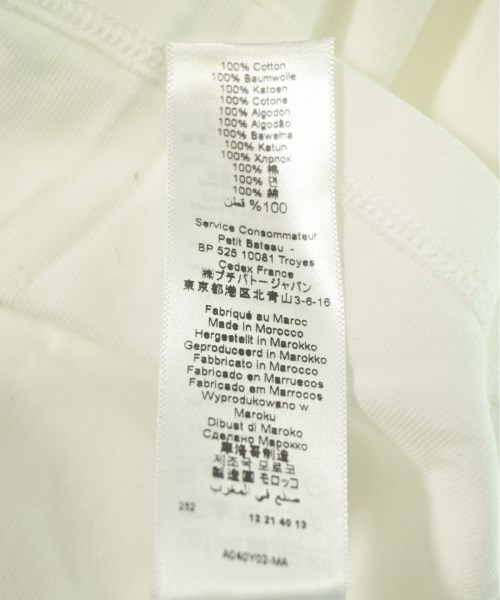 100% Cotton
100% Baumwolle
100% Katoen
100% Cotone
100% Algodón
100% Algodão
100% Bawełna
100% Katun
100% Хлрпок
100% 棉
100% 면
100% 綿
%100 قطن
Service Consommateur
Petit Bateau -
BP 525 10081 Troyes
Cedex France
㈱プチバトージャパン
東京都港区北青山3-6-16
Fabriqué au Maroc
Made in Morocco
Hergestellt in Marokko
Geproduceerd in Marokko
Fabbricato in Marocco
Fabricado en Marruecos
Fabricado em Marrocos
Wyprodukowano w
Maroku
Dibuat di Maroko
Сделано Марокко
摩洛哥制造
제조국 모로코
製造国 モロッコ
صنع في المغرب
252
12 21 40 13
A040Y02-MA